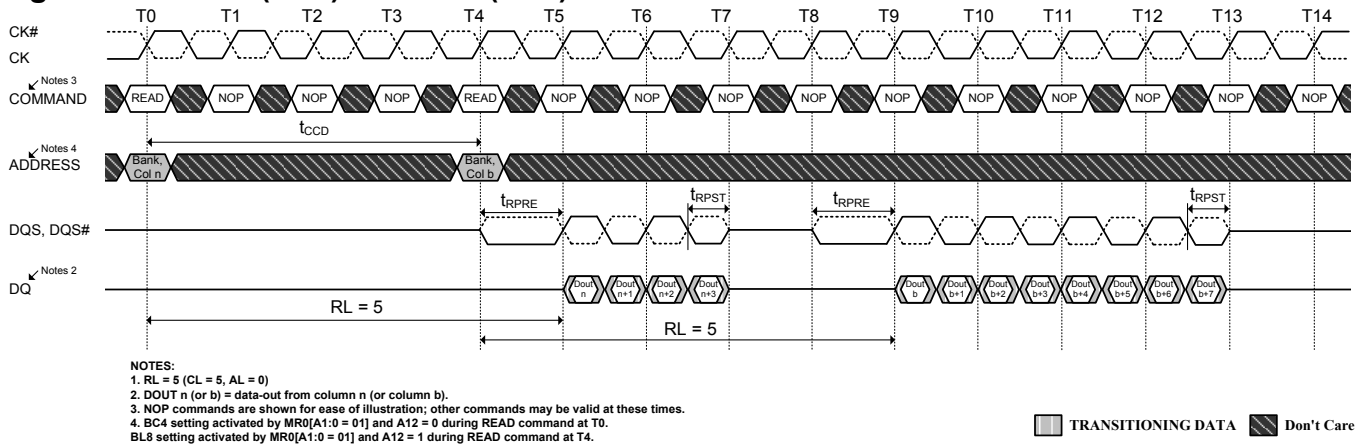 T0 T1 T2 T3 T4 T5 T6 T7 T8 T9 T10 T11 T12 T13 T14
CK#
CK
Notes 3
COMMAND READ NOP NOP NOP READ NOP NOP NOP NOP NOP NOP NOP NOP NOP NOP
tCCD
Notes 4
ADDRESS
Bank,
Col n
Bank,
Col b
tRPRE tRPST tRPRE tRPST
DQS, DQS#
Notes 2
DQ
Dout
n
Dout
n+1
Dout
n+2
Dout
n+3
Dout
b
Dout
b+1
Dout
b+2
Dout
b+3
Dout
b+4
Dout
b+5
Dout
b+6
Dout
b+7
RL = 5
RL = 5
NOTES:
1. RL = 5 (CL = 5, AL = 0)
2. DOUT n (or b) = data-out from column n (or column b).
3. NOP commands are shown for ease of illustration; other commands may be valid at these times.
4. BC4 setting activated by MR0[A1:0 = 01] and A12 = 0 during READ command at T0.
BL8 setting activated by MR0[A1:0 = 01] and A12 = 1 during READ command at T4.
TRANSITIONING DATA Don't Care